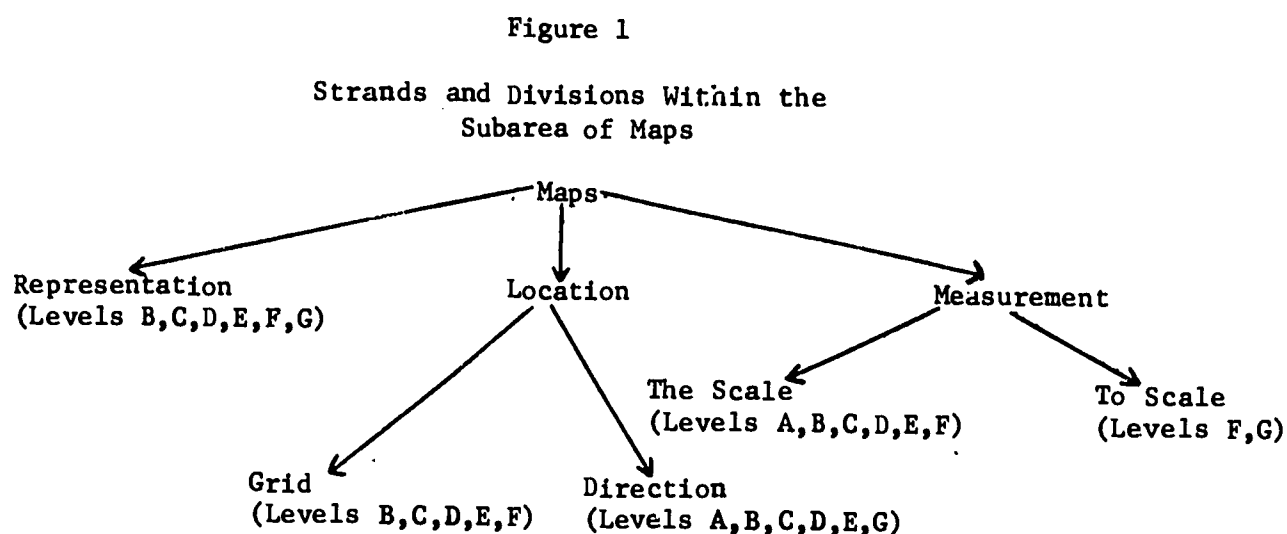 Figure 1
Strands and Divisions Within the
Subarea of Maps
Maps
Representation
(Levels B,C,D,E,F,G)
Location
Measurement
The Scale
(Levels A,B,C,D,E,F)
To Scale
(Levels F,G)
Grid
(Levels B,C,D,E,F)
Direction
(Levels A,B,C,D,E,G)